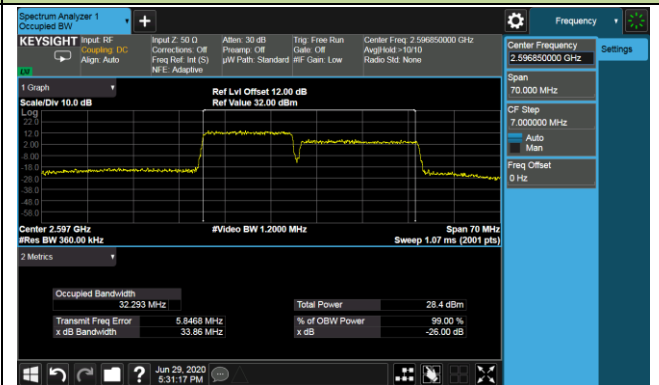 Spectrum Analyzer 1
Occupied BW
+
Frequency
KEYSIGHT
Input: RF
Coupling: DC
Align: Auto
Input Z: 50 Ω
Corrections: Off
Freq Ref: Int (S)
NFE: Adaptive
Atten: 30 dB
Preamp: Off
µW Path: Standard
Trig: Free Run
Gate: Off
#IF Gain: Low
Center Freq: 2.596850000 GHz
Avg|Hold:>10/10
Radio Std: None
Center Frequency
2.596850000 GHz
Settings
Span
70.000 MHz
CF Step
7.000000 MHz
Auto
Man
Freq Offset
0 Hz
1 Graph
Scale/Div 10.0 dB
Ref Lvl Offset 12.00 dB
Ref Value 32.00 dBm
Log
22.0
12.0
2.00
-8.00
-18.0
-28.0
-38.0
-48.0
-58.0
Center 2.597 GHz
#Video BW 1.2000 MHz
Span 70 MHz
#Res BW 360.00 kHz
Sweep 1.07 ms (2001 pts)
2 Metrics
Occupied Bandwidth
32.293 MHz
Total Power 28.4 dBm
Transmit Freq Error 5.8468 MHz
% of OBW Power 99.00 %
x dB Bandwidth 33.86 MHz
x dB -26.00 dB
?
Jun 29, 2020
5:31:17 PM